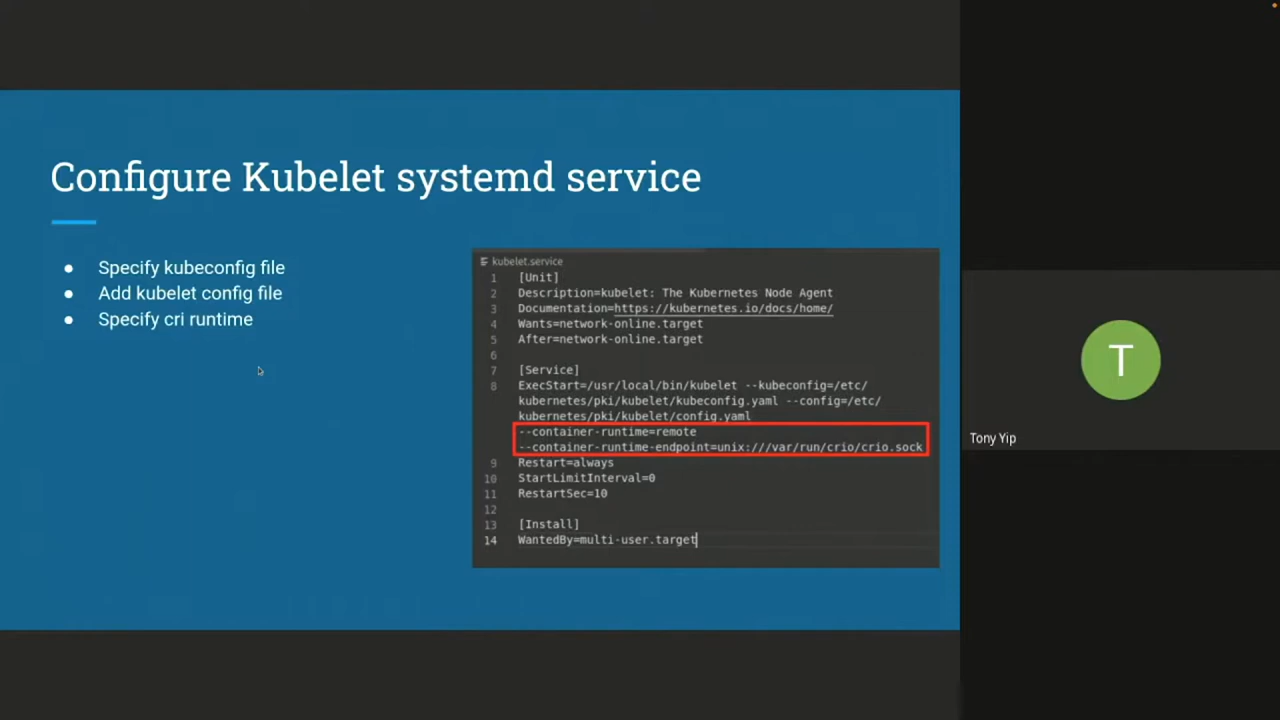 Configure Kubelet systemd service
● Specify kubeconfig file
● Add kubelet config file
● Specify cri runtime
kubelet.service
1 [Unit]
2 Description=kubelet: The Kubernetes Node Agent
3 Documentation=https://kubernetes.io/docs/home/
4 Wants=network-online.target
5 After=network-online.target
6
7 [Service]
8 ExecStart=/usr/local/bin/kubelet --kubeconfig=/etc/
kubernetes/pki/kubelet/kubeconfig.yaml --config=/etc/
kubernetes/pki/kubelet/config.yaml
--container-runtime=remote
--container-runtime-endpoint=unix:///var/run/crio/crio.sock
9 Restart=always
10 StartLimitInterval=0
11 RestartSec=10
12
13 [Install]
14 WantedBy=multi-user.target
T
Tony Yip